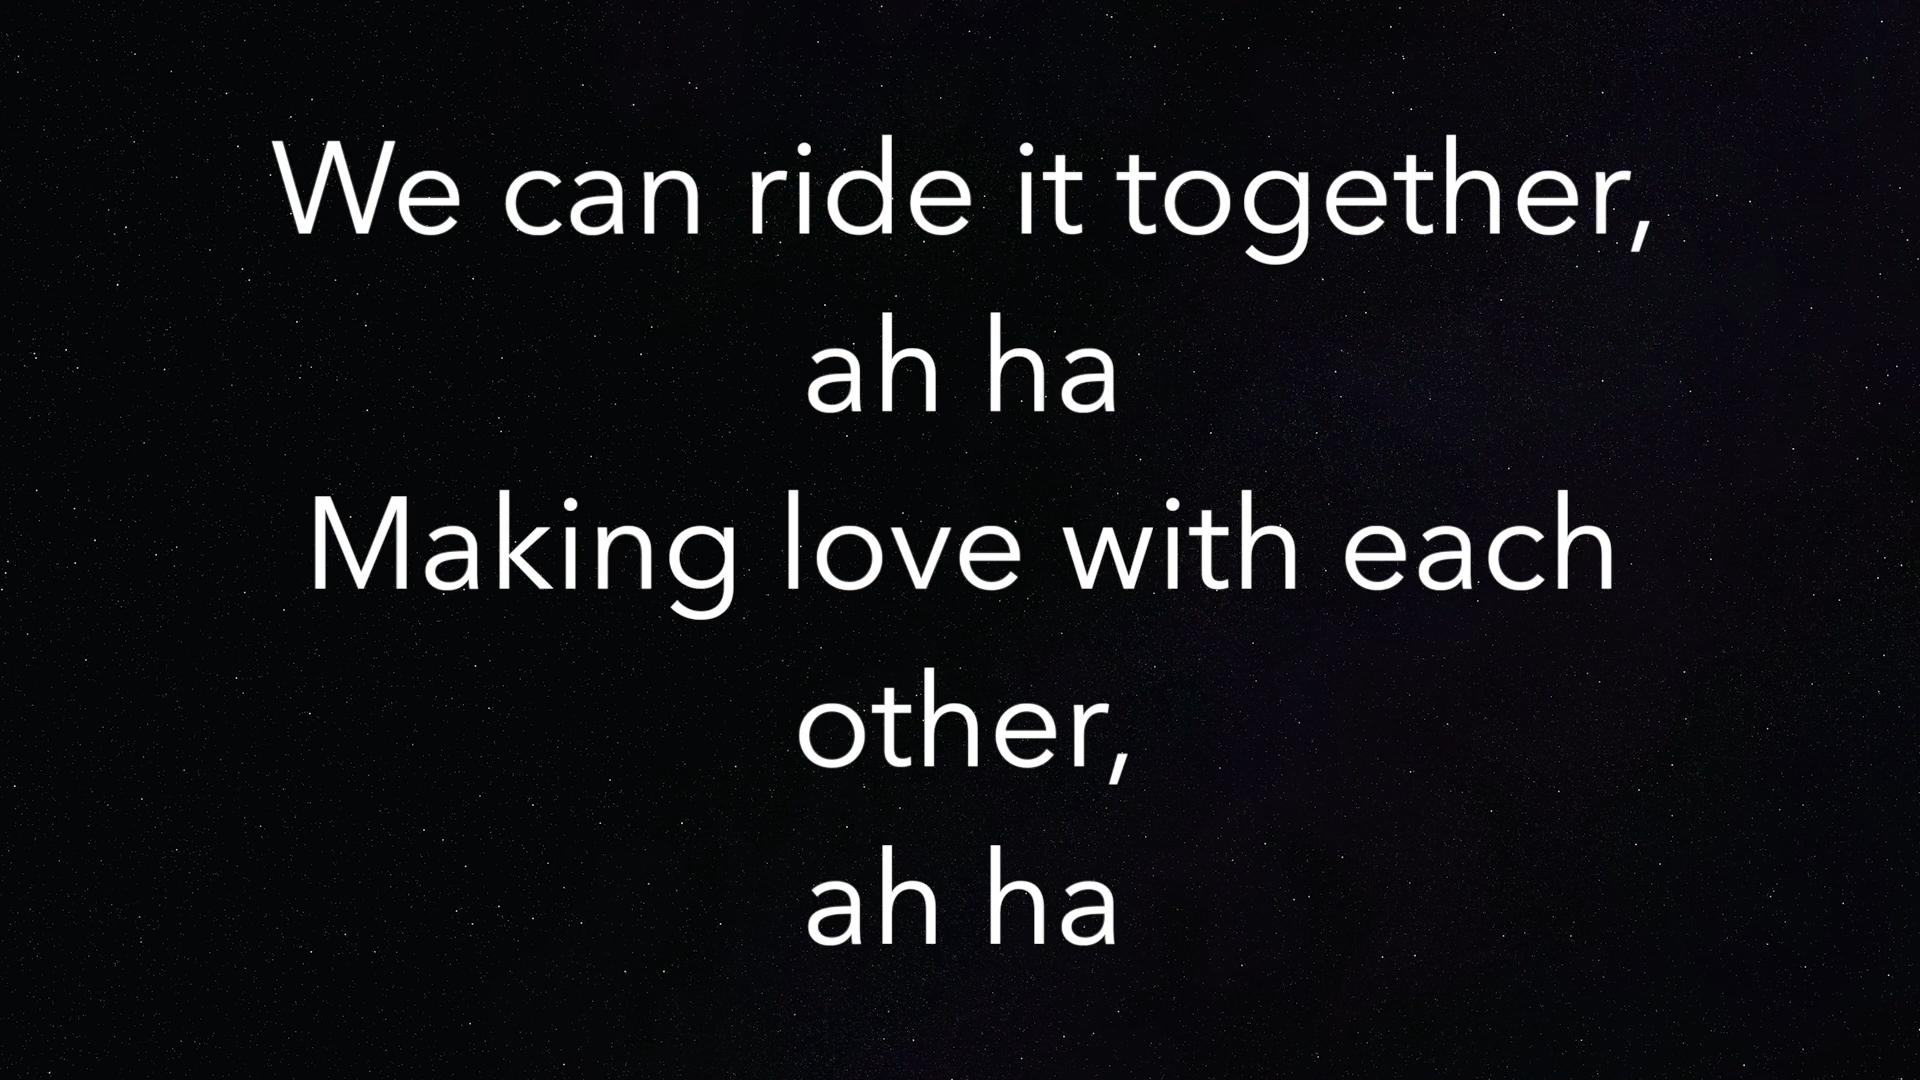 We can ride it together,
ah ha
Making love with each
other,
ah ha